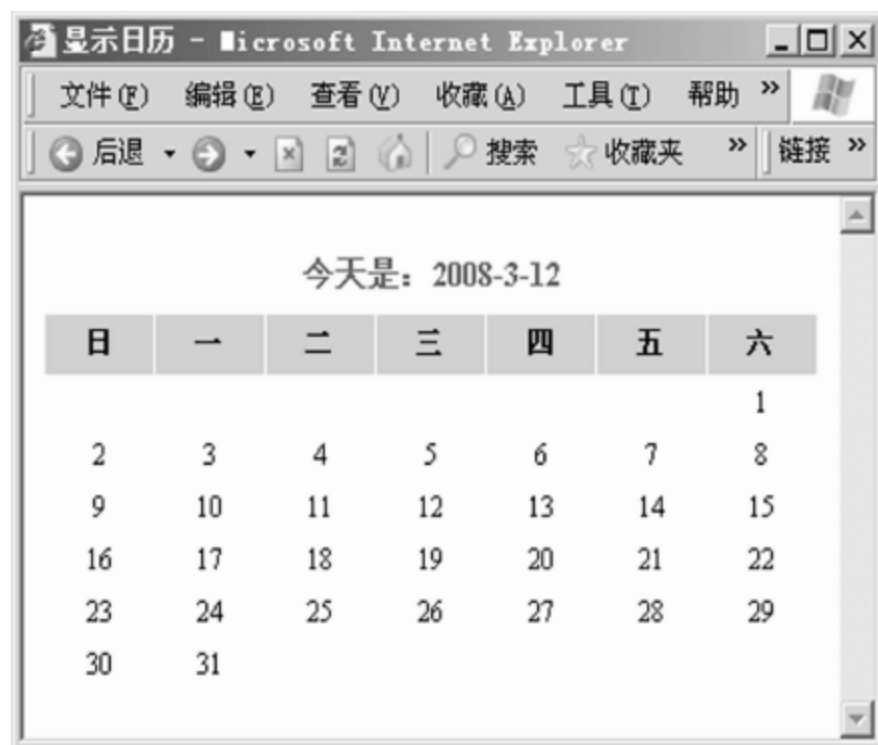 显示日历 - Microsoft Internet Explorer
文件(F) 编辑(E) 查看(V) 收藏(A) 工具(T) 帮助 »
后退 搜索 收藏夹 » 链接 »
今天是：2008-3-12
日 一 二 三 四 五 六
1
2 3 4 5 6 7 8
9 10 11 12 13 14 15
16 17 18 19 20 21 22
23 24 25 26 27 28 29
30 31